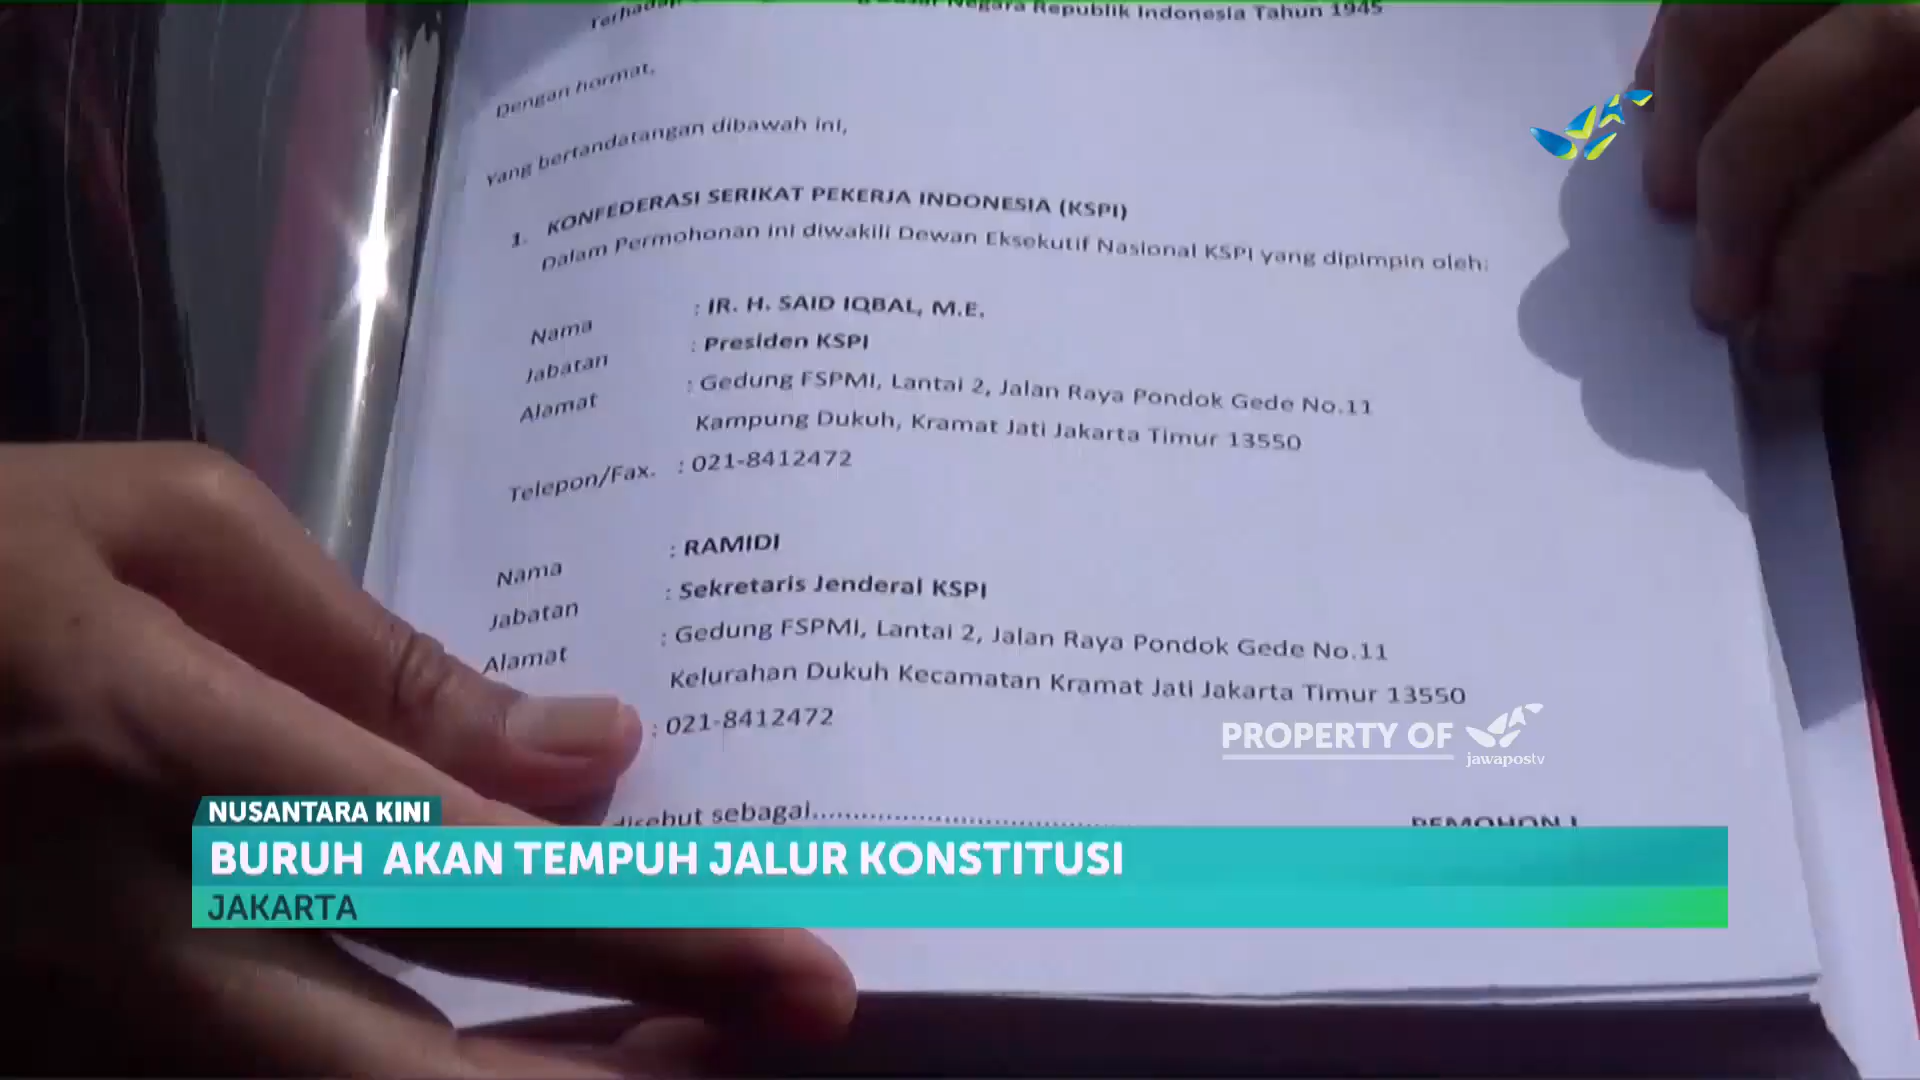 Negara Republik Indonesia Tahun 1945
Dengan hormat,
Yang bertandatangan dibawah ini,
1. KONFEDERASI SERIKAT PEKERJA INDONESIA (KSPI)
Dalam Permohonan ini diwakili Dewan Eksekutif Nasional KSPI yang dipimpin oleh:
Nama : IR. H. SAID IQBAL, M.E.
Jabatan : Presiden KSPI
Alamat : Gedung FSPMI, Lantai 2, Jalan Raya Pondok Gede No.11
Kampung Dukuh, Kramat Jati Jakarta Timur 13550
Telepon/Fax. : 021-8412472
Nama : RAMIDI
Jabatan : Sekretaris Jenderal KSPI
Alamat : Gedung FSPMI, Lantai 2, Jalan Raya Pondok Gede No.11
Kelurahan Dukuh Kecamatan Kramat Jati Jakarta Timur 13550
: 021-8412472
PROPERTY OF jawapostv
disebut sebagai.......................................... PEMOHON I
NUSANTARA KINI
BURUH AKAN TEMPUH JALUR KONSTITUSI
JAKARTA